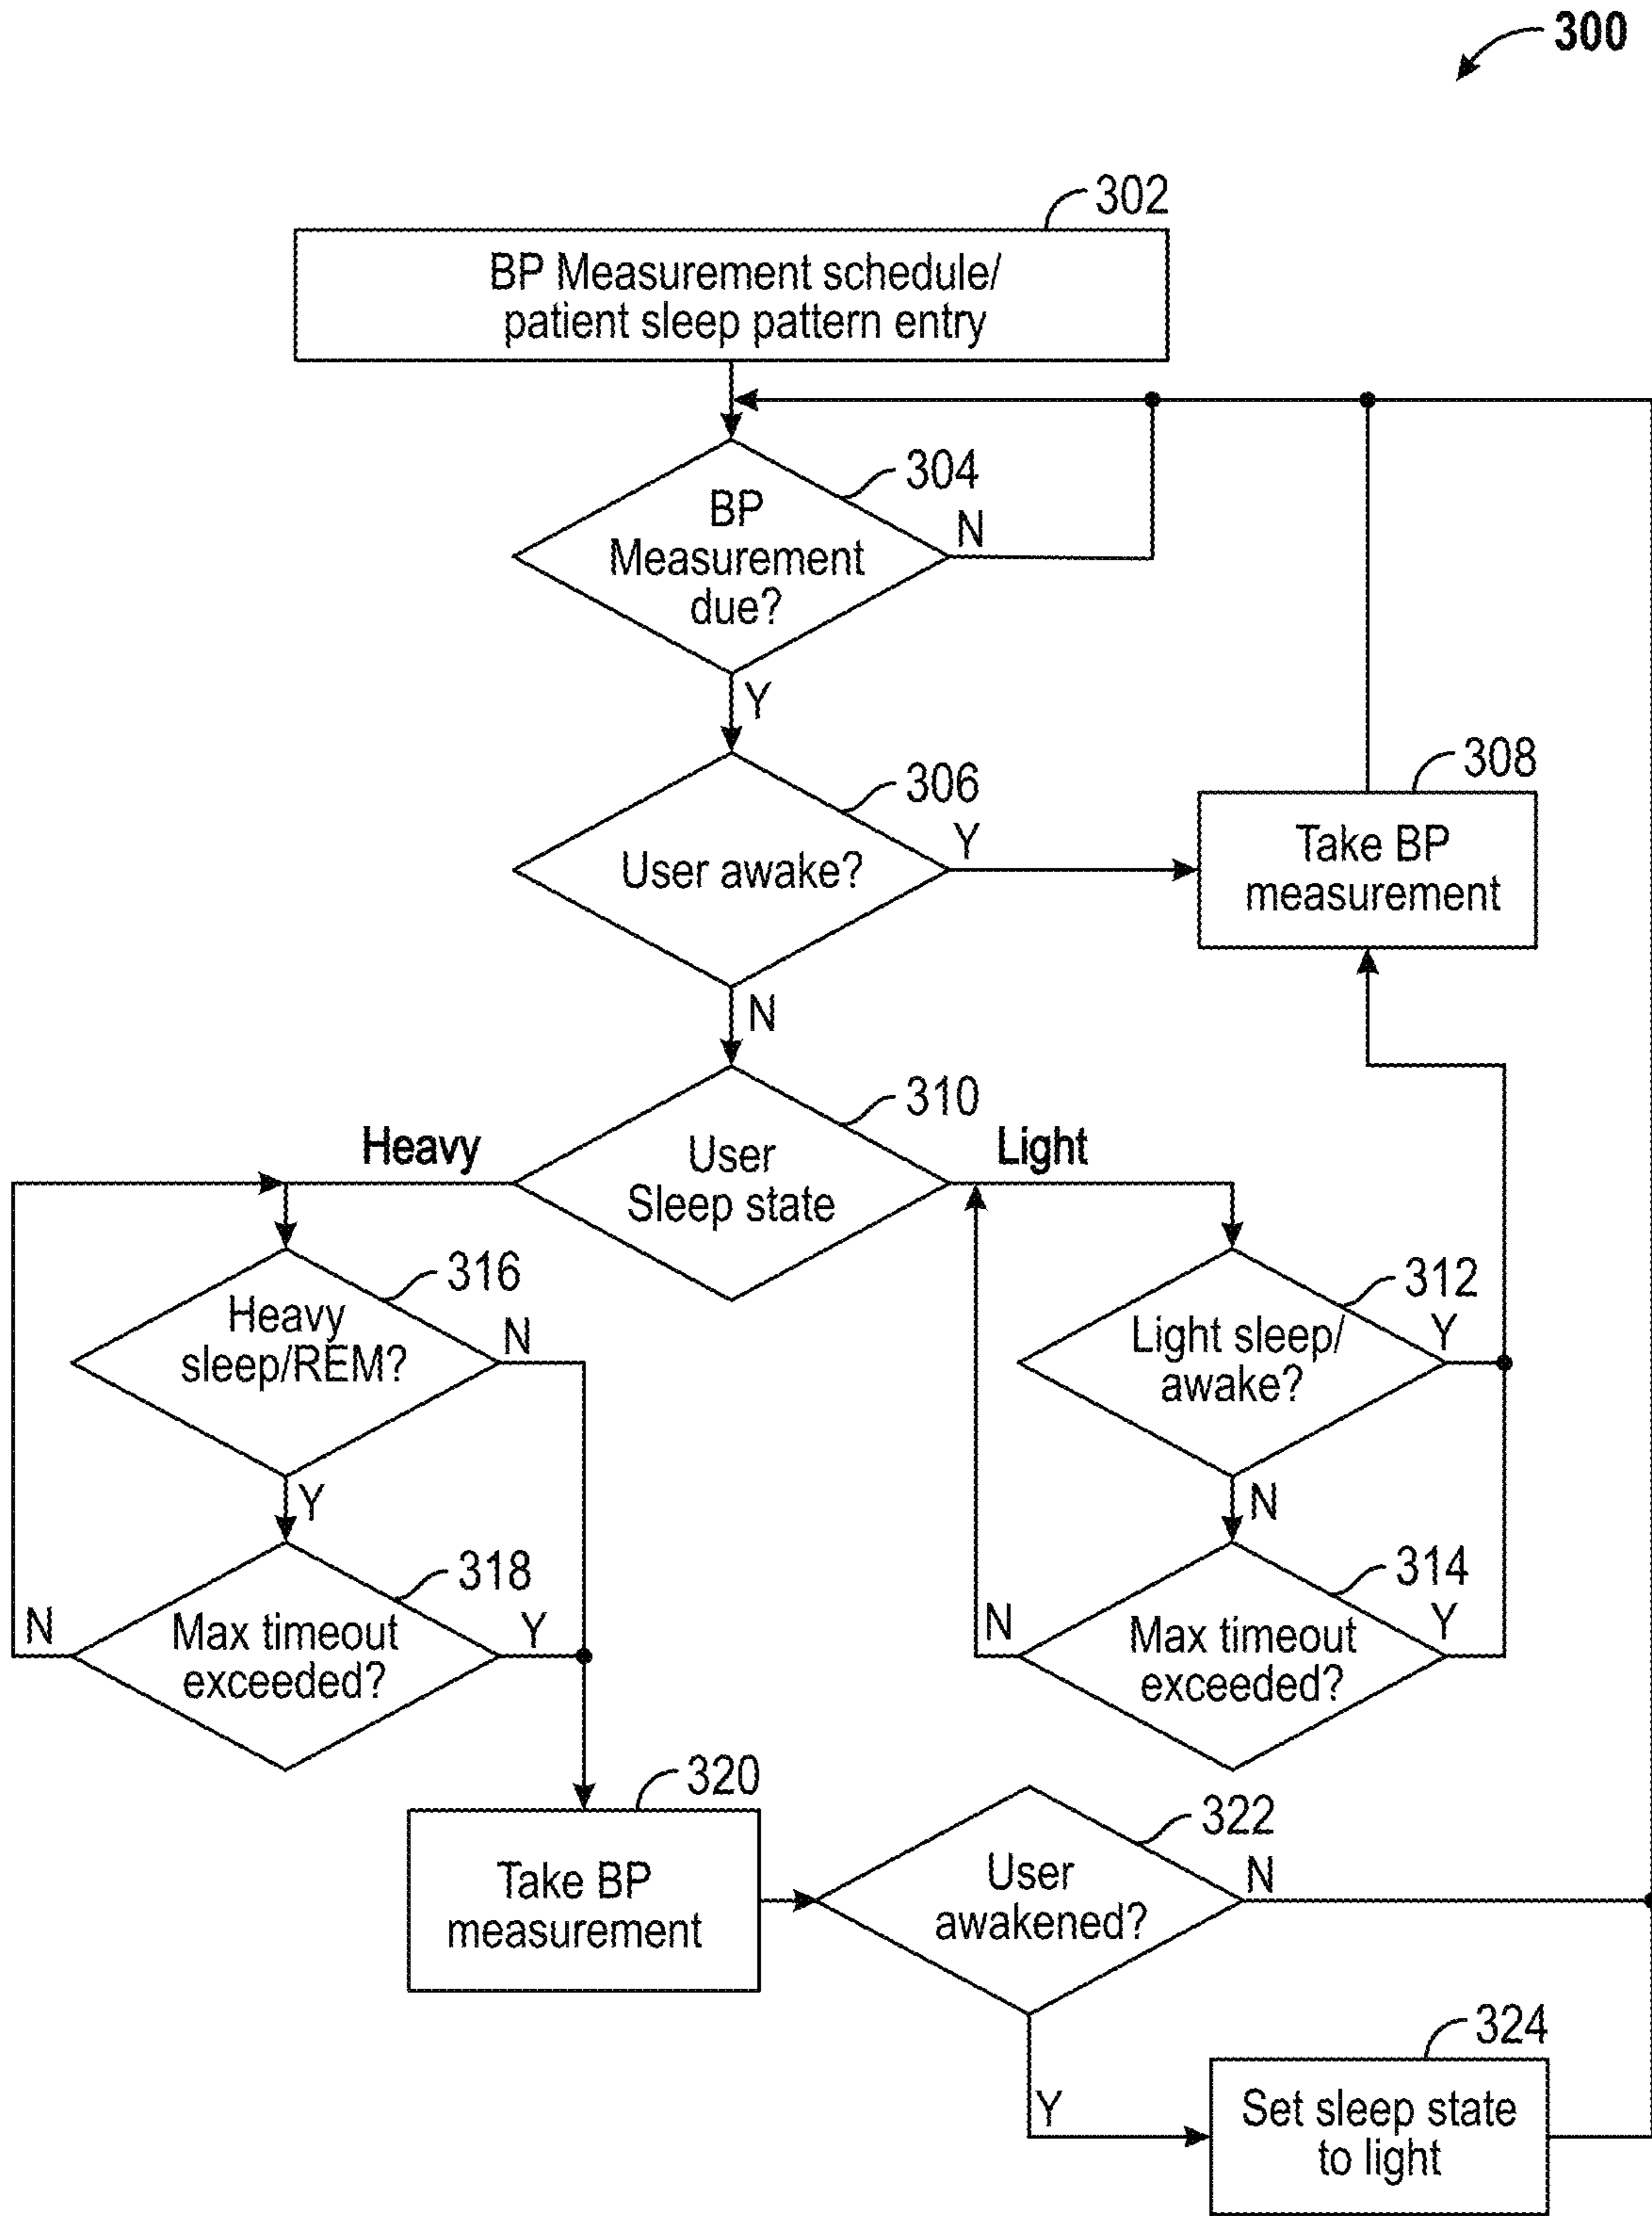 300
302
BP Measurement schedule/
patient sleep pattern entry
304
BP
Measurement
due?
N
Y
306
User awake?
Y
308
Take BP
measurement
N
310
User
Sleep state
Heavy
Light
316
Heavy
sleep/REM?
N
312
Light sleep/
awake?
Y
Y
N
318
Max timeout
exceeded?
N
Y
314
Max timeout
exceeded?
N
Y
320
Take BP
measurement
322
User
awakened?
N
Y
324
Set sleep state
to light